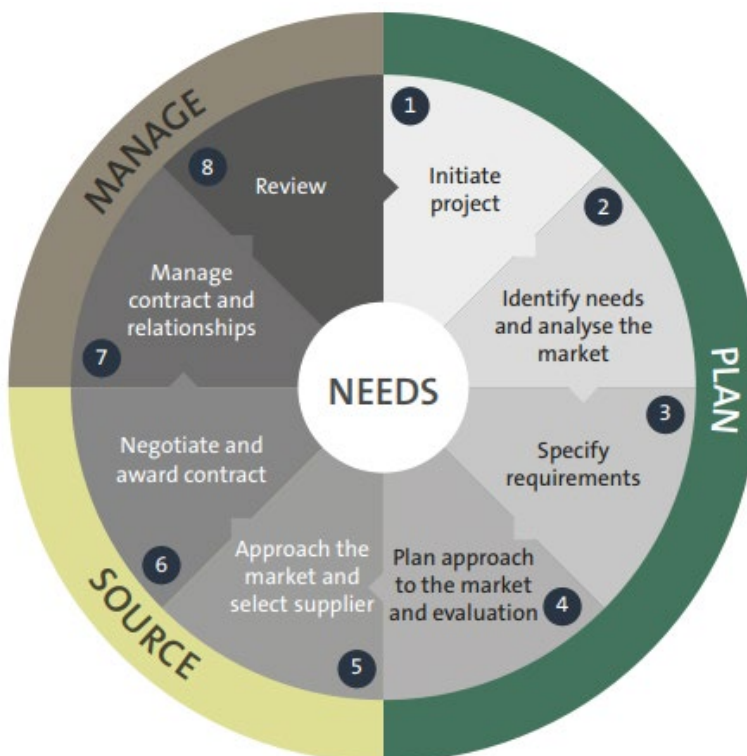 NEEDS
PLAN
1
Initiate
project
2
Identify needs
and analyse the
market
3
Specify
requirements
4
Plan approach
to the market
and evaluation
SOURCE
5
Approach the
market and
select supplier
6
Negotiate and
award contract
MANAGE
7
Manage
contract and
relationships
8
Review